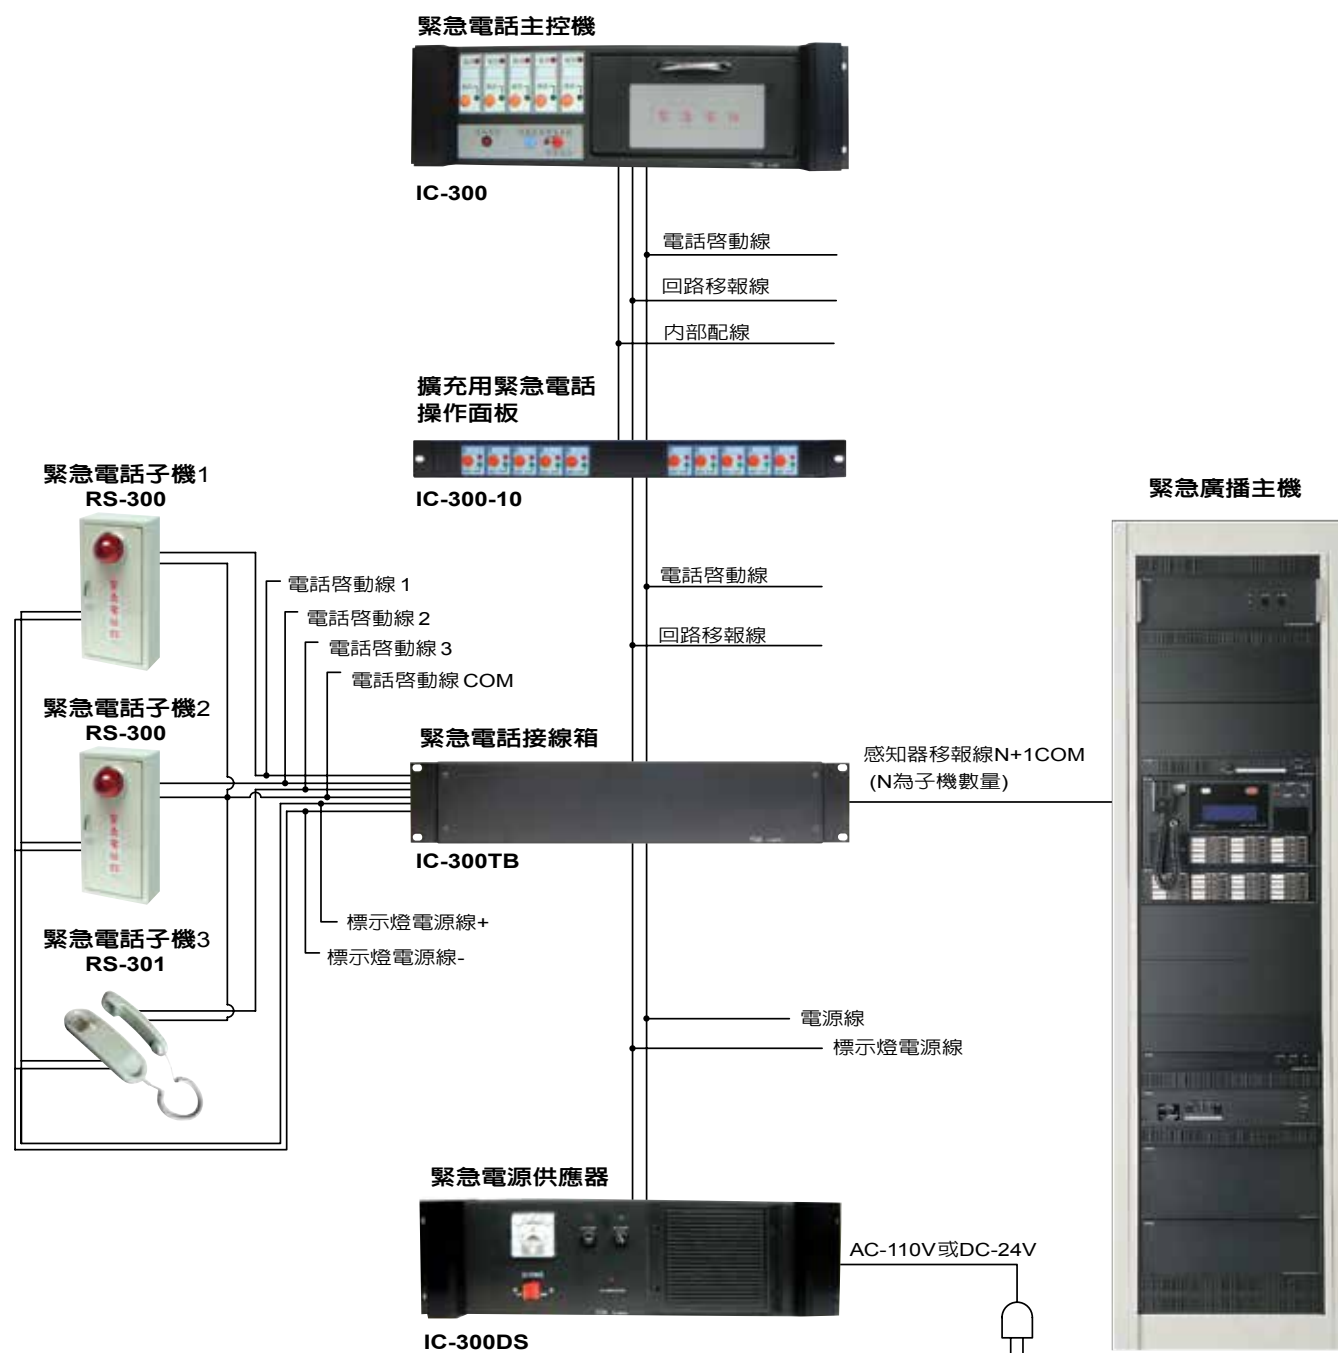 緊急電話主控機
緊急電話
IC-300
電話啓動線
回路移報線
內部配線
擴充用緊急電話
操作面板
IC-300-10
緊急電話子機1
RS-300
緊急廣播主機
電話啓動線
回路移報線
電話啓動線1
電話啓動線2
電話啓動線3
電話啓動線COM
緊急電話子機2
RS-300
緊急電話接線箱
感知器移報線N+1COM
(N為子機數量)
IC-300TB
標示燈電源線+
標示燈電源線-
緊急電話子機3
RS-301
電源線
標示燈電源線
緊急電源供應器
AC-110V或DC-24V
IC-300DS